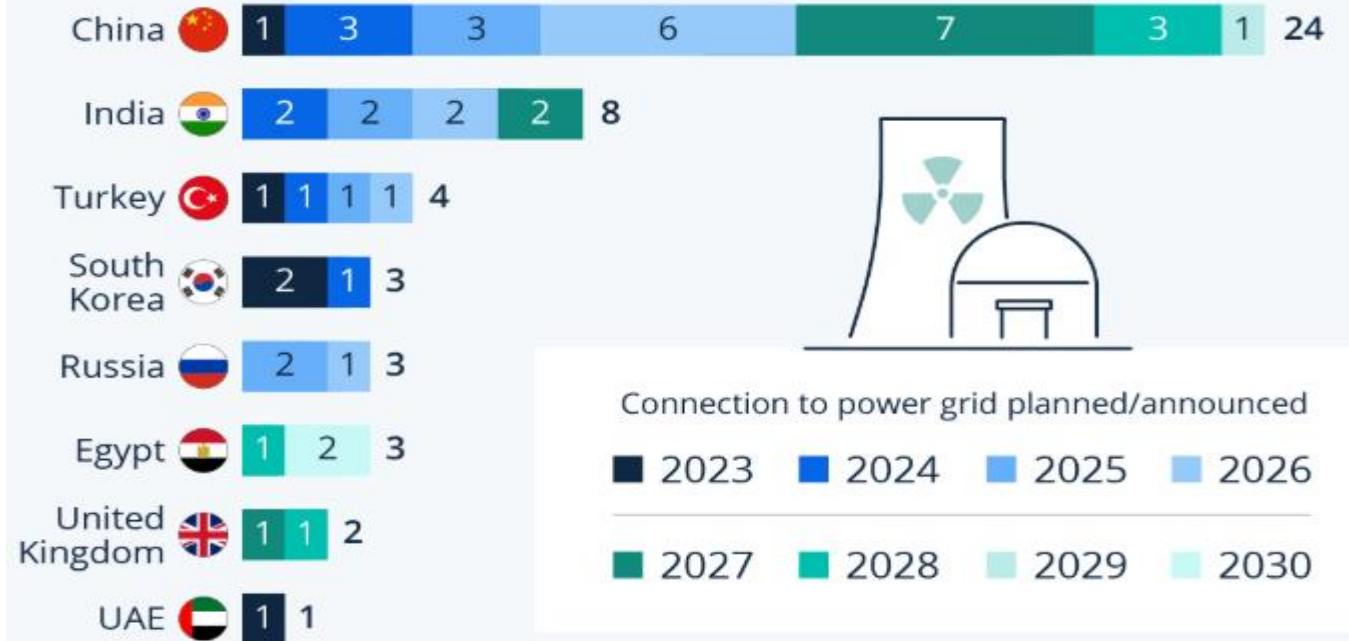 China 1 3 3 6 7 3 1 24
India 2 2 2 2 8
Turkey 1 1 1 1 4
South
Korea 2 1 3
Russia 2 1 3
Egypt 1 2 3
United
Kingdom 1 1 2
UAE 1 1
Connection to power grid planned/announced
2023 2024 2025 2026
2027 2028 2029 2030